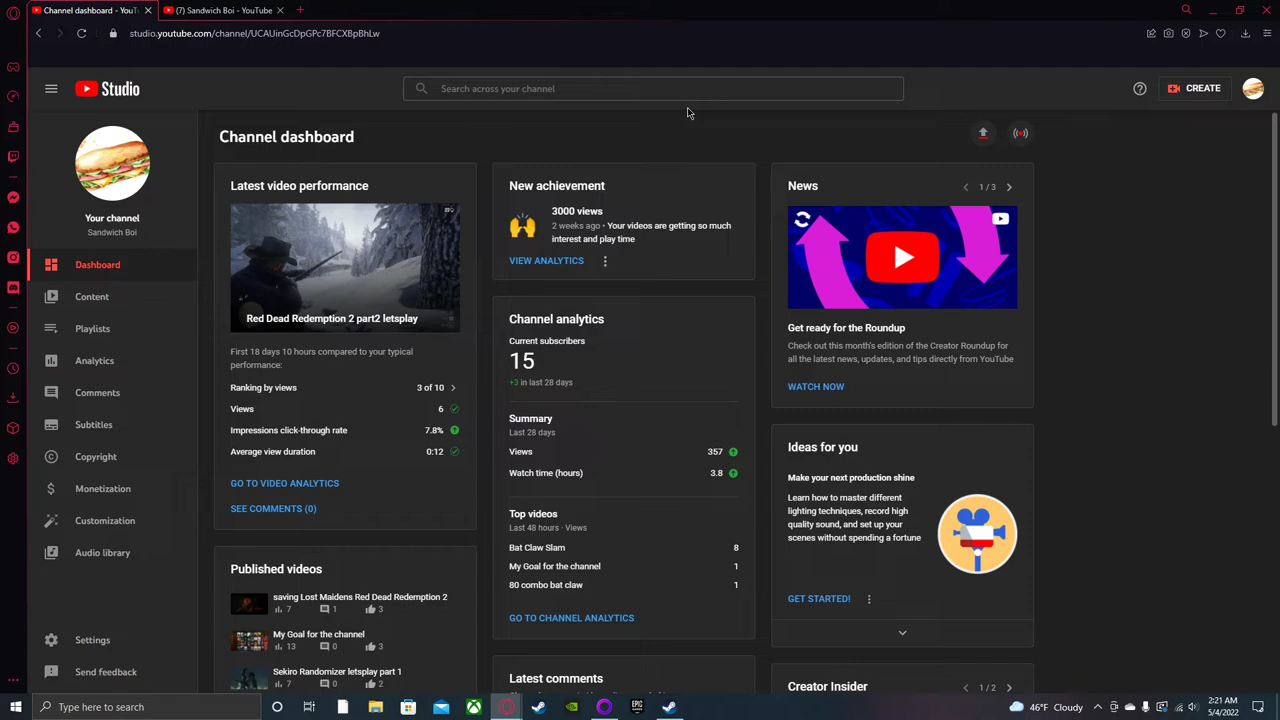 Channel dashboard - YouT
(7) Sandwich Boi - YouTube
studio.youtube.com/channel/UCAUinGcDpGPc7BFCXBpBhLw
Studio
Search across your channel
CREATE
Your channel
Sandwich Boi
Dashboard
Content
Playlists
Analytics
Comments
Subtitles
Copyright
Monetization
Customization
Audio library
Settings
Send feedback
Channel dashboard
Latest video performance
Red Dead Redemption 2 part2 letsplay
First 18 days 10 hours compared to your typical
performance:
Ranking by views 3 of 10
Views 6
Impressions click-through rate 7.8%
Average view duration 0:12
GO TO VIDEO ANALYTICS
SEE COMMENTS (0)
Published videos
saving Lost Maidens Red Dead Redemption 2
7 1 3
My Goal for the channel
13 0 3
Sekiro Randomizer letsplay part 1
7 0 2
New achievement
3000 views
2 weeks ago • Your videos are getting so much
interest and play time
VIEW ANALYTICS
Channel analytics
Current subscribers
15
+3 in last 28 days
Summary
Last 28 days
Views 357
Watch time (hours) 3.8
Top videos
Last 48 hours · Views
Bat Claw Slam 8
My Goal for the channel 1
80 combo bat claw 1
GO TO CHANNEL ANALYTICS
Latest comments
News
1 / 3
Get ready for the Roundup
Check out this month's edition of the Creator Roundup for
all the latest news, updates, and tips directly from YouTube
WATCH NOW
Ideas for you
Make your next production shine
Learn how to master different
lighting techniques, record high
quality sound, and set up your
scenes without spending a fortune
GET STARTED!
Creator Insider
1 / 2
Type here to search
EPIC
GAMES
46°F Cloudy
2:21 AM
5/4/2022